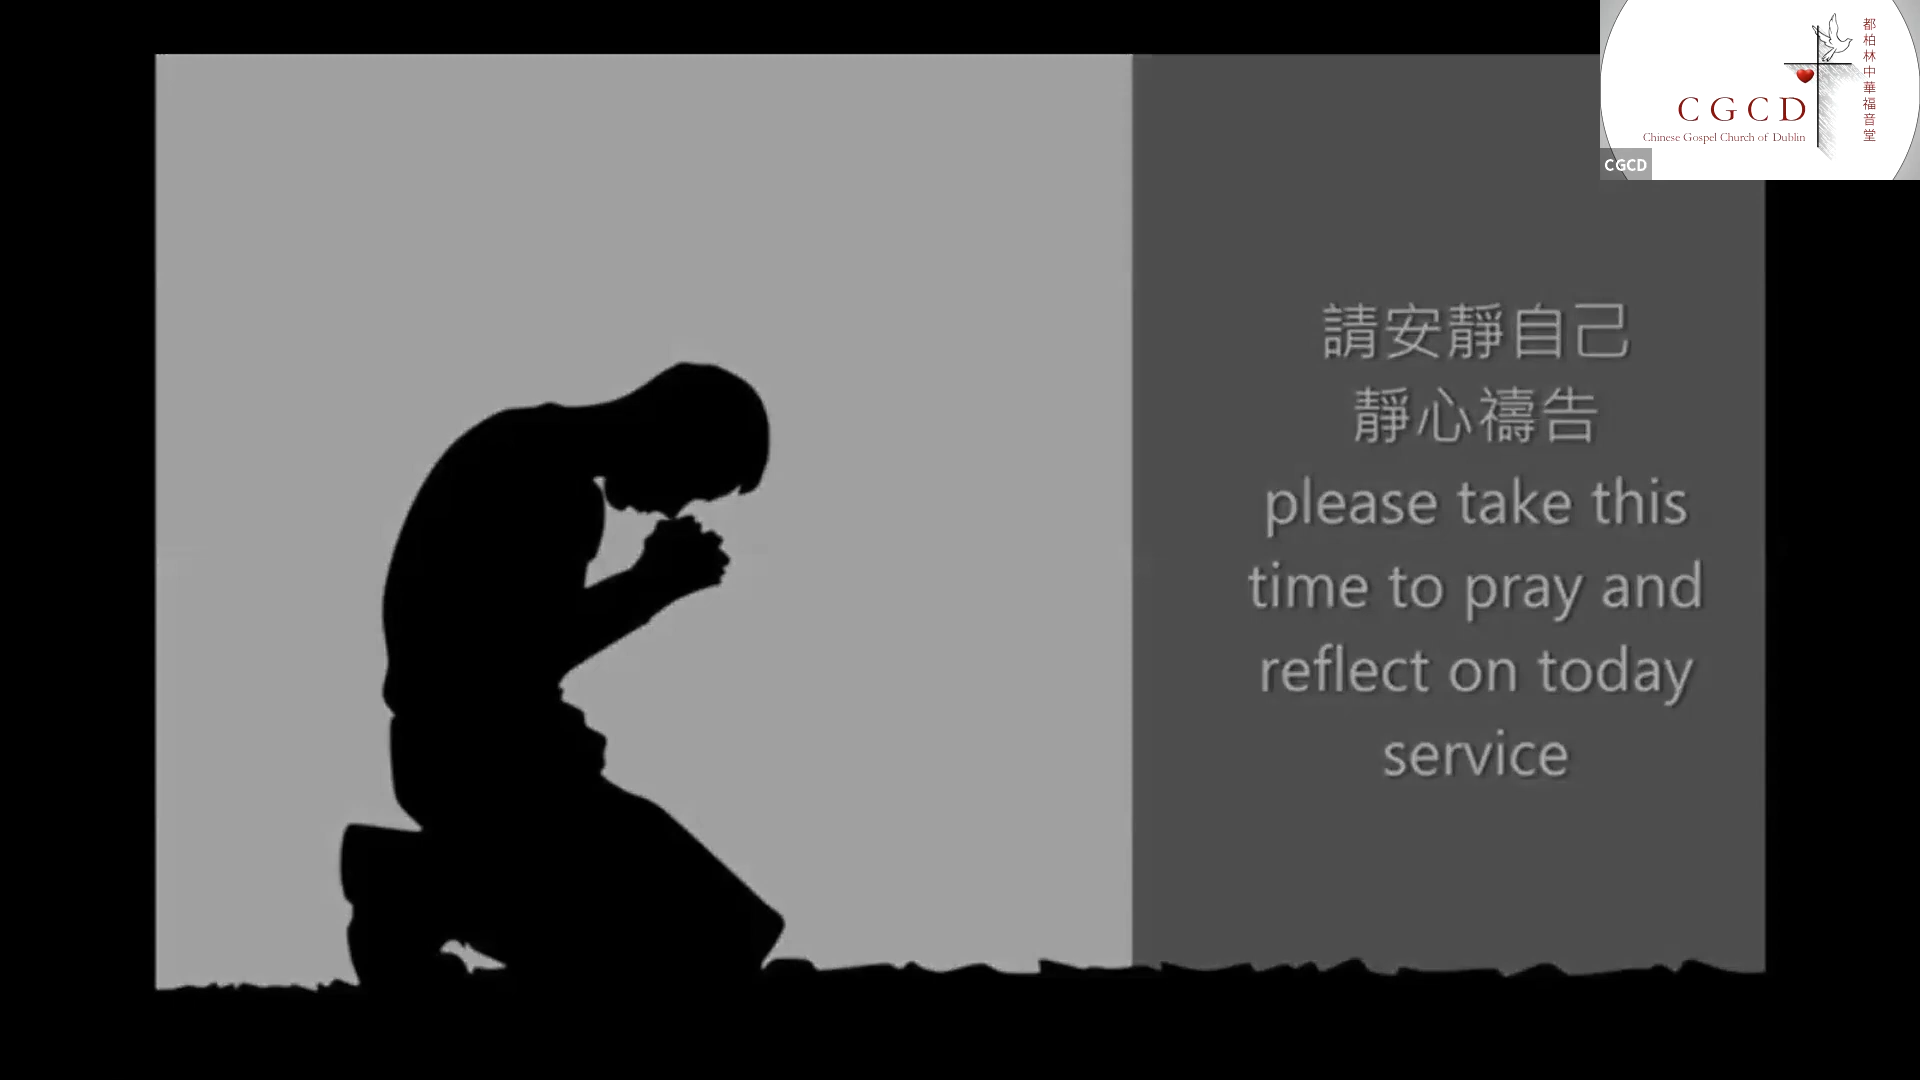 請安靜自己
靜心禱告
please take this
time to pray and
reflect on today
service
CGCD
Chinese Gospel Church of Dublin
都柏林中華福音堂
CGCD